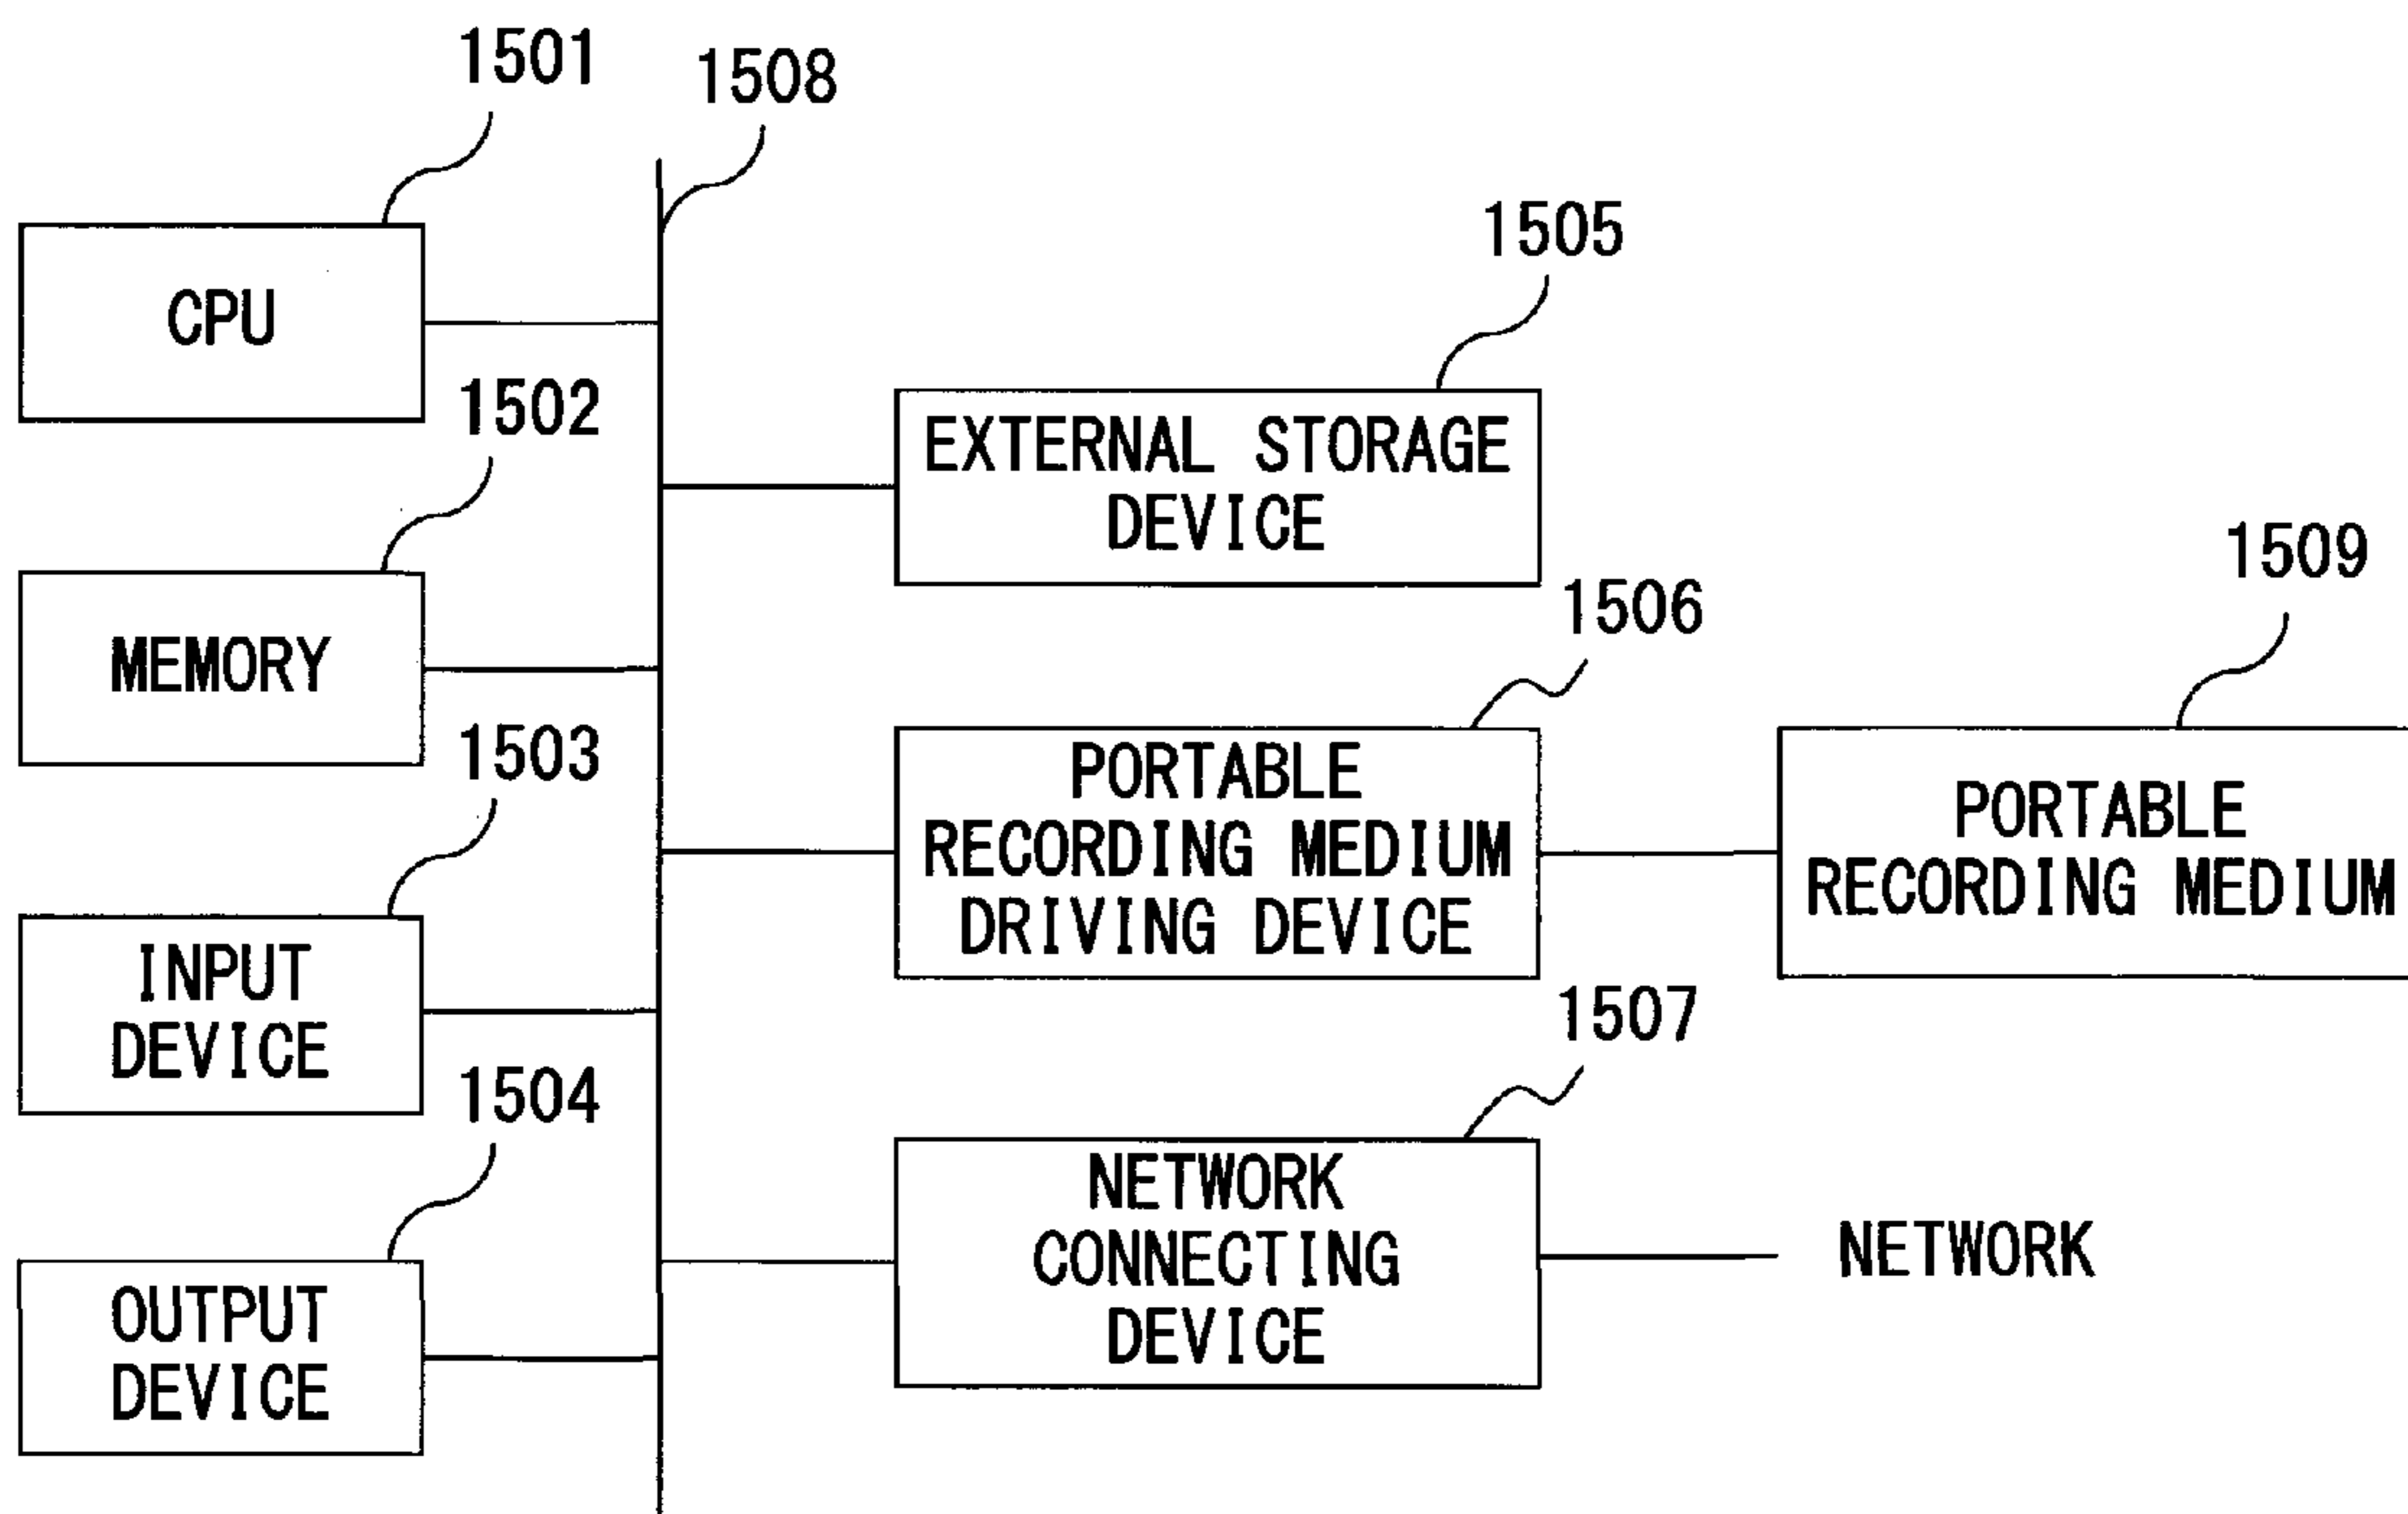 1501
1508
CPU
1505
EXTERNAL STORAGE
DEVICE
1502
MEMORY
1506
1509
PORTABLE
RECORDING MEDIUM
DRIVING DEVICE
PORTABLE
RECORDING MEDIUM
1503
INPUT
DEVICE
1507
NETWORK
CONNECTING
DEVICE
NETWORK
1504
OUTPUT
DEVICE